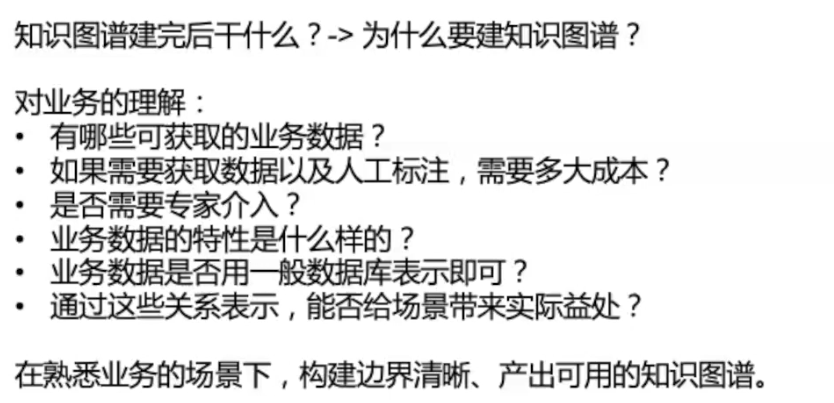 知识图谱建完后干什么？-> 为什么要建知识图谱？
对业务的理解：
• 有哪些可获取的业务数据？
• 如果需要获取数据以及人工标注，需要多大成本？
• 是否需要专家介入？
• 业务数据的特性是什么样的？
• 业务数据是否用一般数据库表示即可？
• 通过这些关系表示，能否给场景带来实际益处？
在熟悉业务的场景下，构建边界清晰、产出可用的知识图谱。